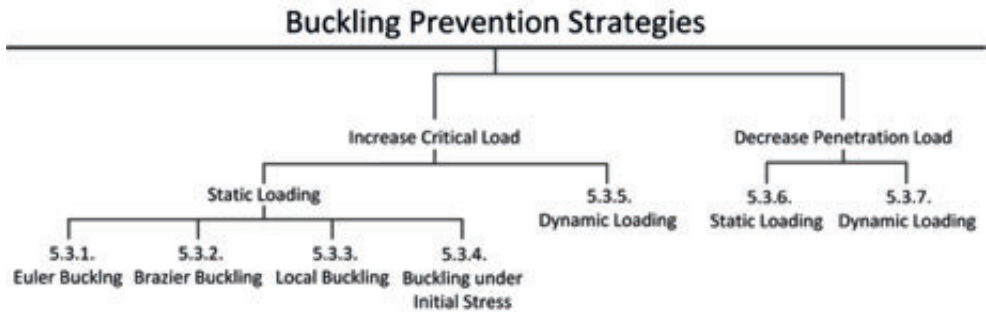 Buckling Prevention Strategies
Increase Critical Load
Decrease Penetration Load
Static Loading
5.3.5.
Dynamic Loading
5.3.6.
Static Loading
5.3.7.
Dynamic Loading
5.3.1.
Euler Bucklng
5.3.2.
Brazier Buckling
5.3.3.
Local Buckling
5.3.4.
Buckling under
Initial Stress